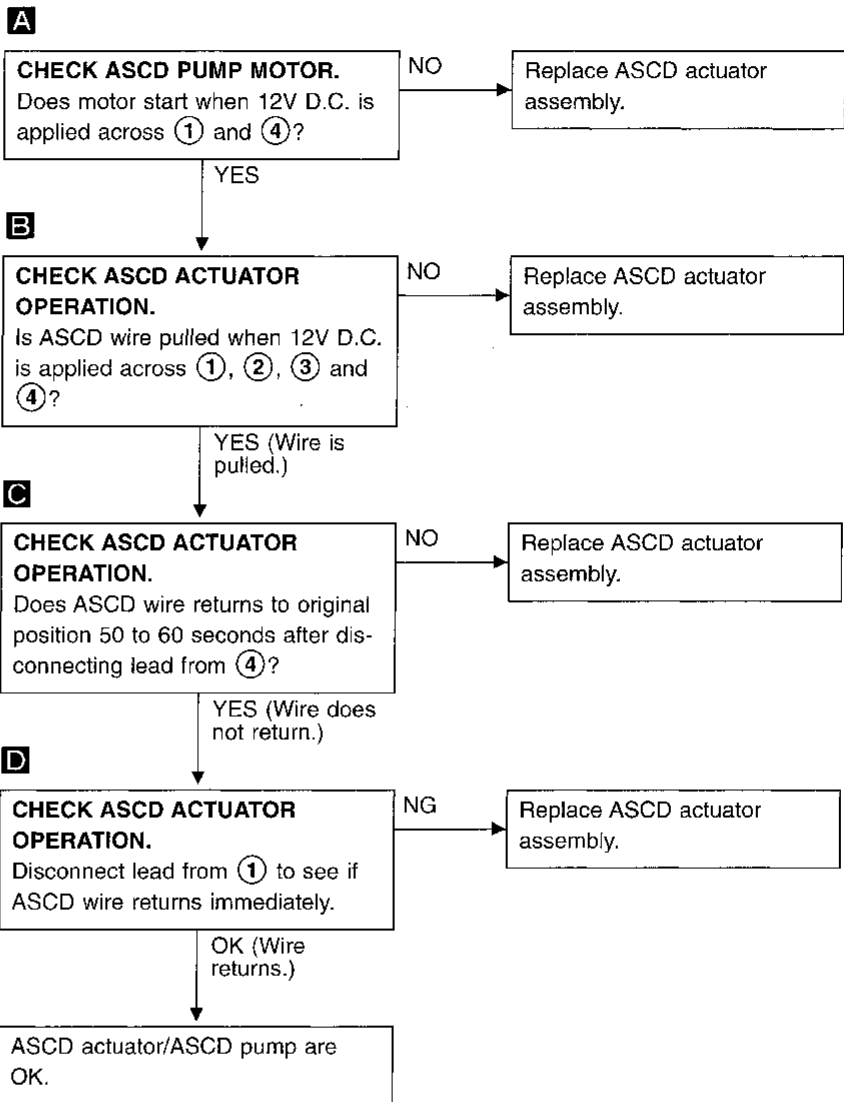 A
CHECK ASCD PUMP MOTOR.
Does motor start when 12V D.C. is
applied across ① and ④?
NO
Replace ASCD actuator
assembly.
YES
B
CHECK ASCD ACTUATOR
OPERATION.
Is ASCD wire pulled when 12V D.C.
is applied across ①, ②, ③ and
④?
NO
Replace ASCD actuator
assembly.
YES (Wire is
pulled.)
C
CHECK ASCD ACTUATOR
OPERATION.
Does ASCD wire returns to original
position 50 to 60 seconds after dis-
connecting lead from ④?
NO
Replace ASCD actuator
assembly.
YES (Wire does
not return.)
D
CHECK ASCD ACTUATOR
OPERATION.
Disconnect lead from ① to see if
ASCD wire returns immediately.
NG
Replace ASCD actuator
assembly.
OK (Wire
returns.)
ASCD actuator/ASCD pump are
OK.